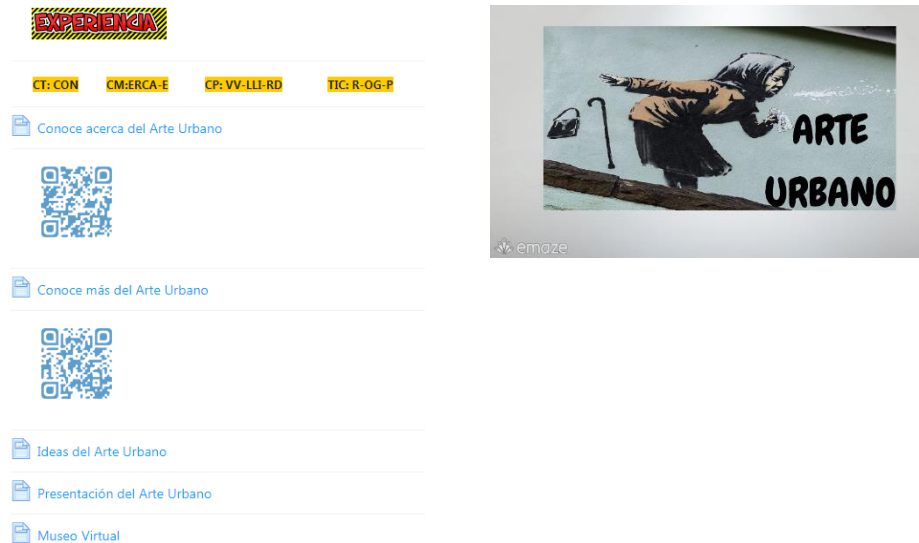 EXPERIENCIA
CT: CON CM:ERCA-E CP: VV-LLI-RD TIC: R-OG-P
Conoce acerca del Arte Urbano
Conoce más del Arte Urbano
Ideas del Arte Urbano
Presentación del Arte Urbano
Museo Virtual
ARTE
URBANO
emaze